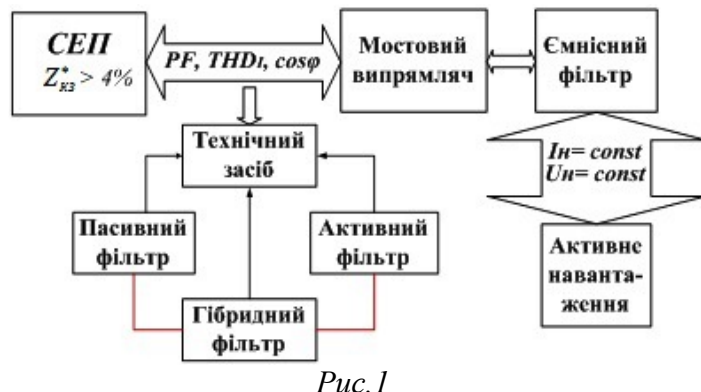 СЕП
Z*кз > 4%
PF, THDI, cosφ
Мостовий
випрямляч
Ємнісний
фільтр
Технічний
засіб
Iн= const
Uн= const
Пасивний
фільтр
Активний
фільтр
Активне
наванта-
ження
Гібридний
фільтр
Рис.1